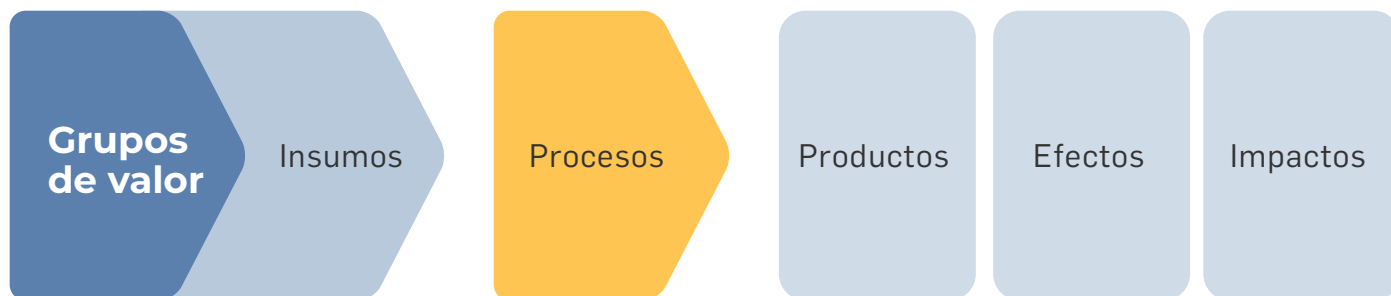 Grupos
de valor
Insumos
Procesos
Productos
Efectos
Impactos